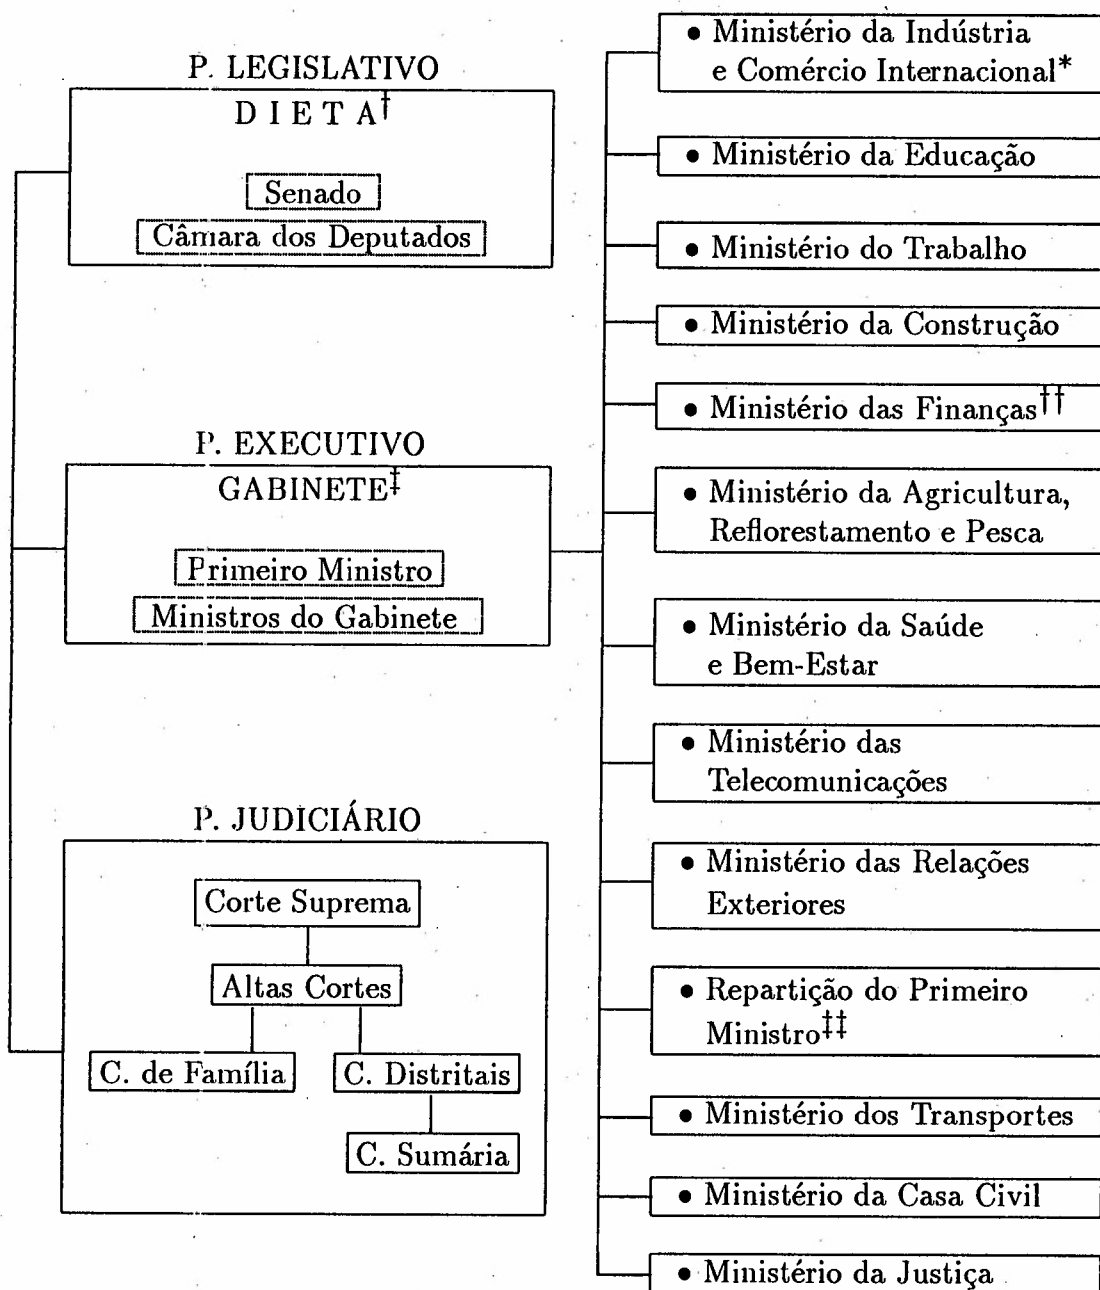 P. LEGISLATIVO
D I E T A†
Senado
Câmara dos Deputados
P. EXECUTIVO
GABINETE‡
Primeiro Ministro
Ministros do Gabinete
P. JUDICIÁRIO
Corte Suprema
Altas Cortes
C. de Família
C. Distritais
C. Sumária
• Ministério da Indústria
e Comércio Internacional*
• Ministério da Educação
• Ministério do Trabalho
• Ministério da Construção
• Ministério das Finanças††
• Ministério da Agricultura,
Reflorestamento e Pesca
• Ministério da Saúde
e Bem-Estar
• Ministério das
Telecomunicações
• Ministério das Relações
Exteriores
• Repartição do Primeiro
Ministro‡‡
• Ministério dos Transportes
• Ministério da Casa Civil
• Ministério da Justiça